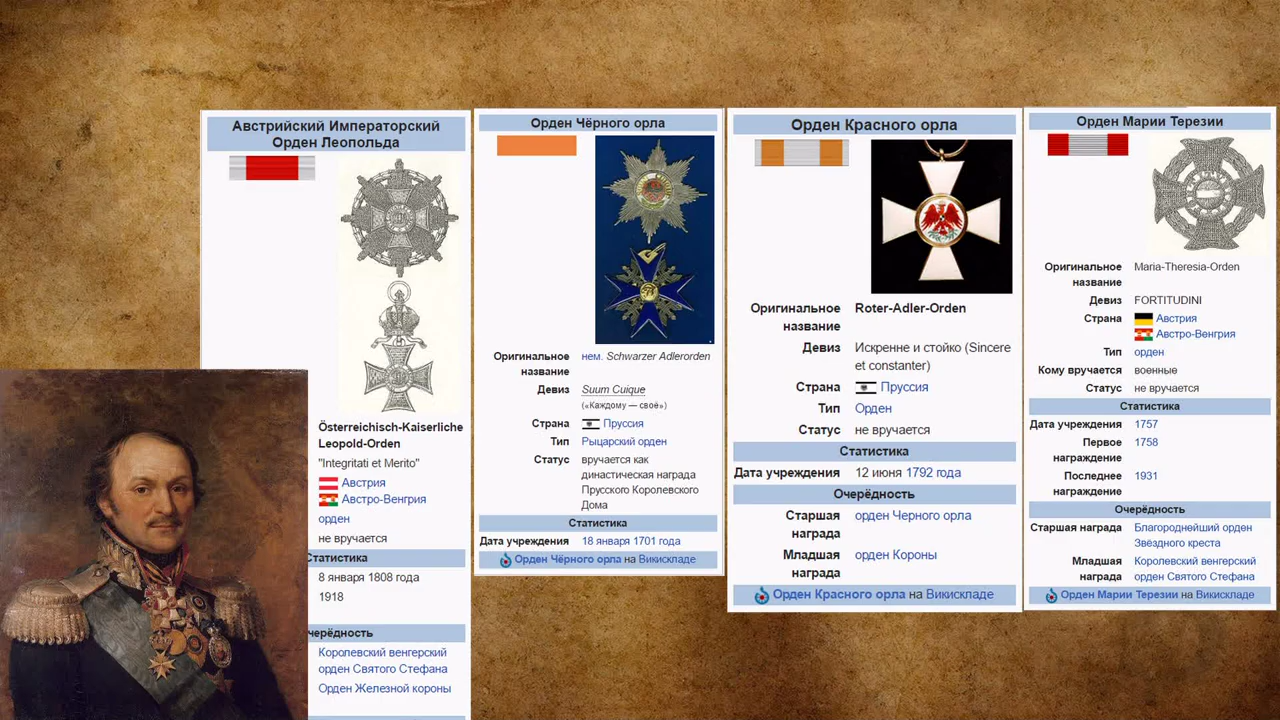 Австрийский Императорский
Орден Леопольда
Österreichisch-Kaiserliche
Leopold-Orden
"Integritati et Merito"
Австрия
Австро-Венгрия
орден
не вручается
Статистика
8 января 1808 года
1918
чередность
Королевский венгерский
орден Святого Стефана
Орден Железной короны
Орден Чёрного орла
Оригинальное нем. Schwarzer Adlerorden
название
Девиз Suum Cuique
(«Каждому — своё»)
Страна Пруссия
Тип Рыцарский орден
Статус вручается как
династическая награда
Прусского Королевского
Дома
Статистика
Дата учреждения 18 января 1701 года
Орден Чёрного орла на Викискладе
Орден Красного орла
Оригинальное Roter-Adler-Orden
название
Девиз Искренне и стойко (Sincere
et constanter)
Страна Пруссия
Тип Орден
Статус не вручается
Статистика
Дата учреждения 12 июня 1792 года
Очерёдность
Старшая орден Черного орла
награда
Младшая орден Короны
награда
Орден Красного орла на Викискладе
Орден Марии Терезии
Оригинальное Maria-Theresia-Orden
название
Девиз FORTITUDINI
Страна Австрия
Австро-Венгрия
Тип орден
Кому вручается военные
Статус не вручается
Статистика
Дата учреждения 1757
Первое 1758
награждение
Последнее 1931
награждение
Очерёдность
Старшая награда Благороднейший орден
Звёздного креста
Младшая Королевский венгерский
награда орден Святого Стефана
Орден Марии Терезии на Викискладе